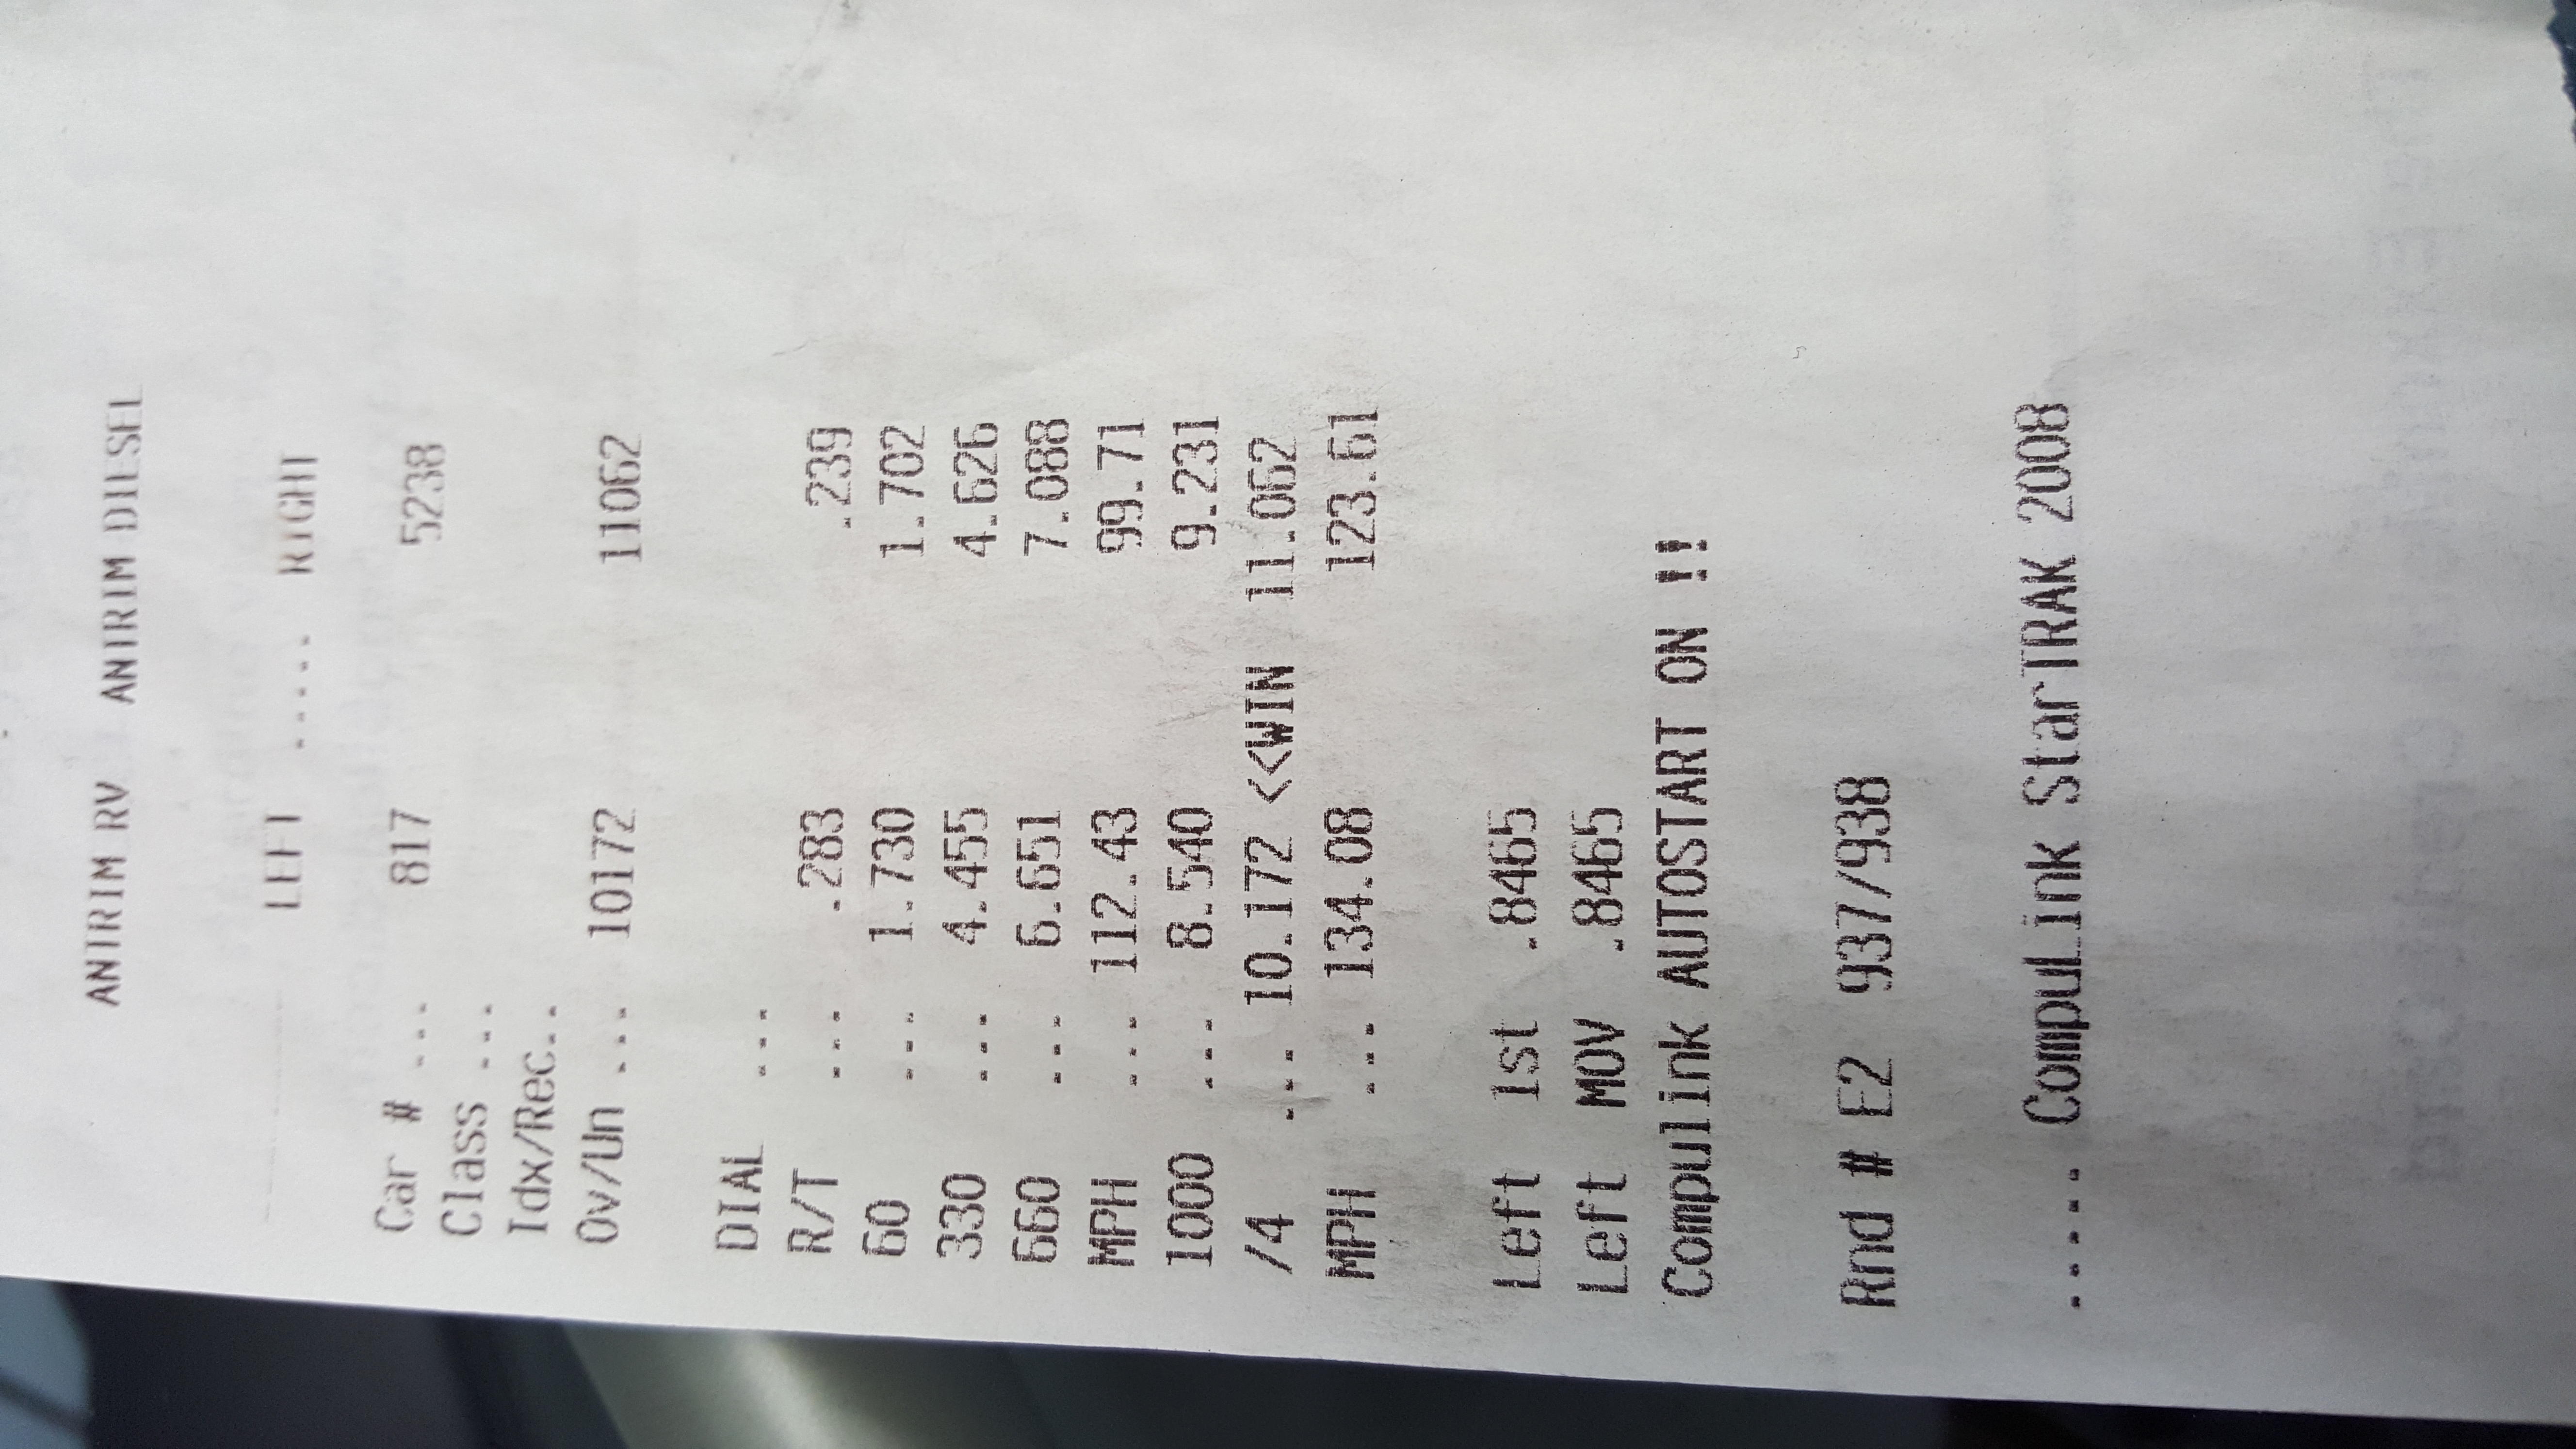 ANTRIM RV ANTRIM DIESEL
LEFT ..... RIGHT
Car # ... 817 5238
Class ...
Idx/Rec..
Ov/Un ... 10172 11062
DIAL ...
R/T ... .283 .239
60 ... 1.730 1.702
330 ... 4.455 4.626
660 ... 6.651 7.088
MPH ... 112.43 99.71
1000 ... 8.540 9.231
/4 ... 10.172 <<WIN 11.062
MPH ... 134.08 123.61
Left 1st .8465
Left MOV .8465
Compulink AUTOSTART ON !!
Rnd # E2 937/938
..... CompuLink StarTRAK 2008